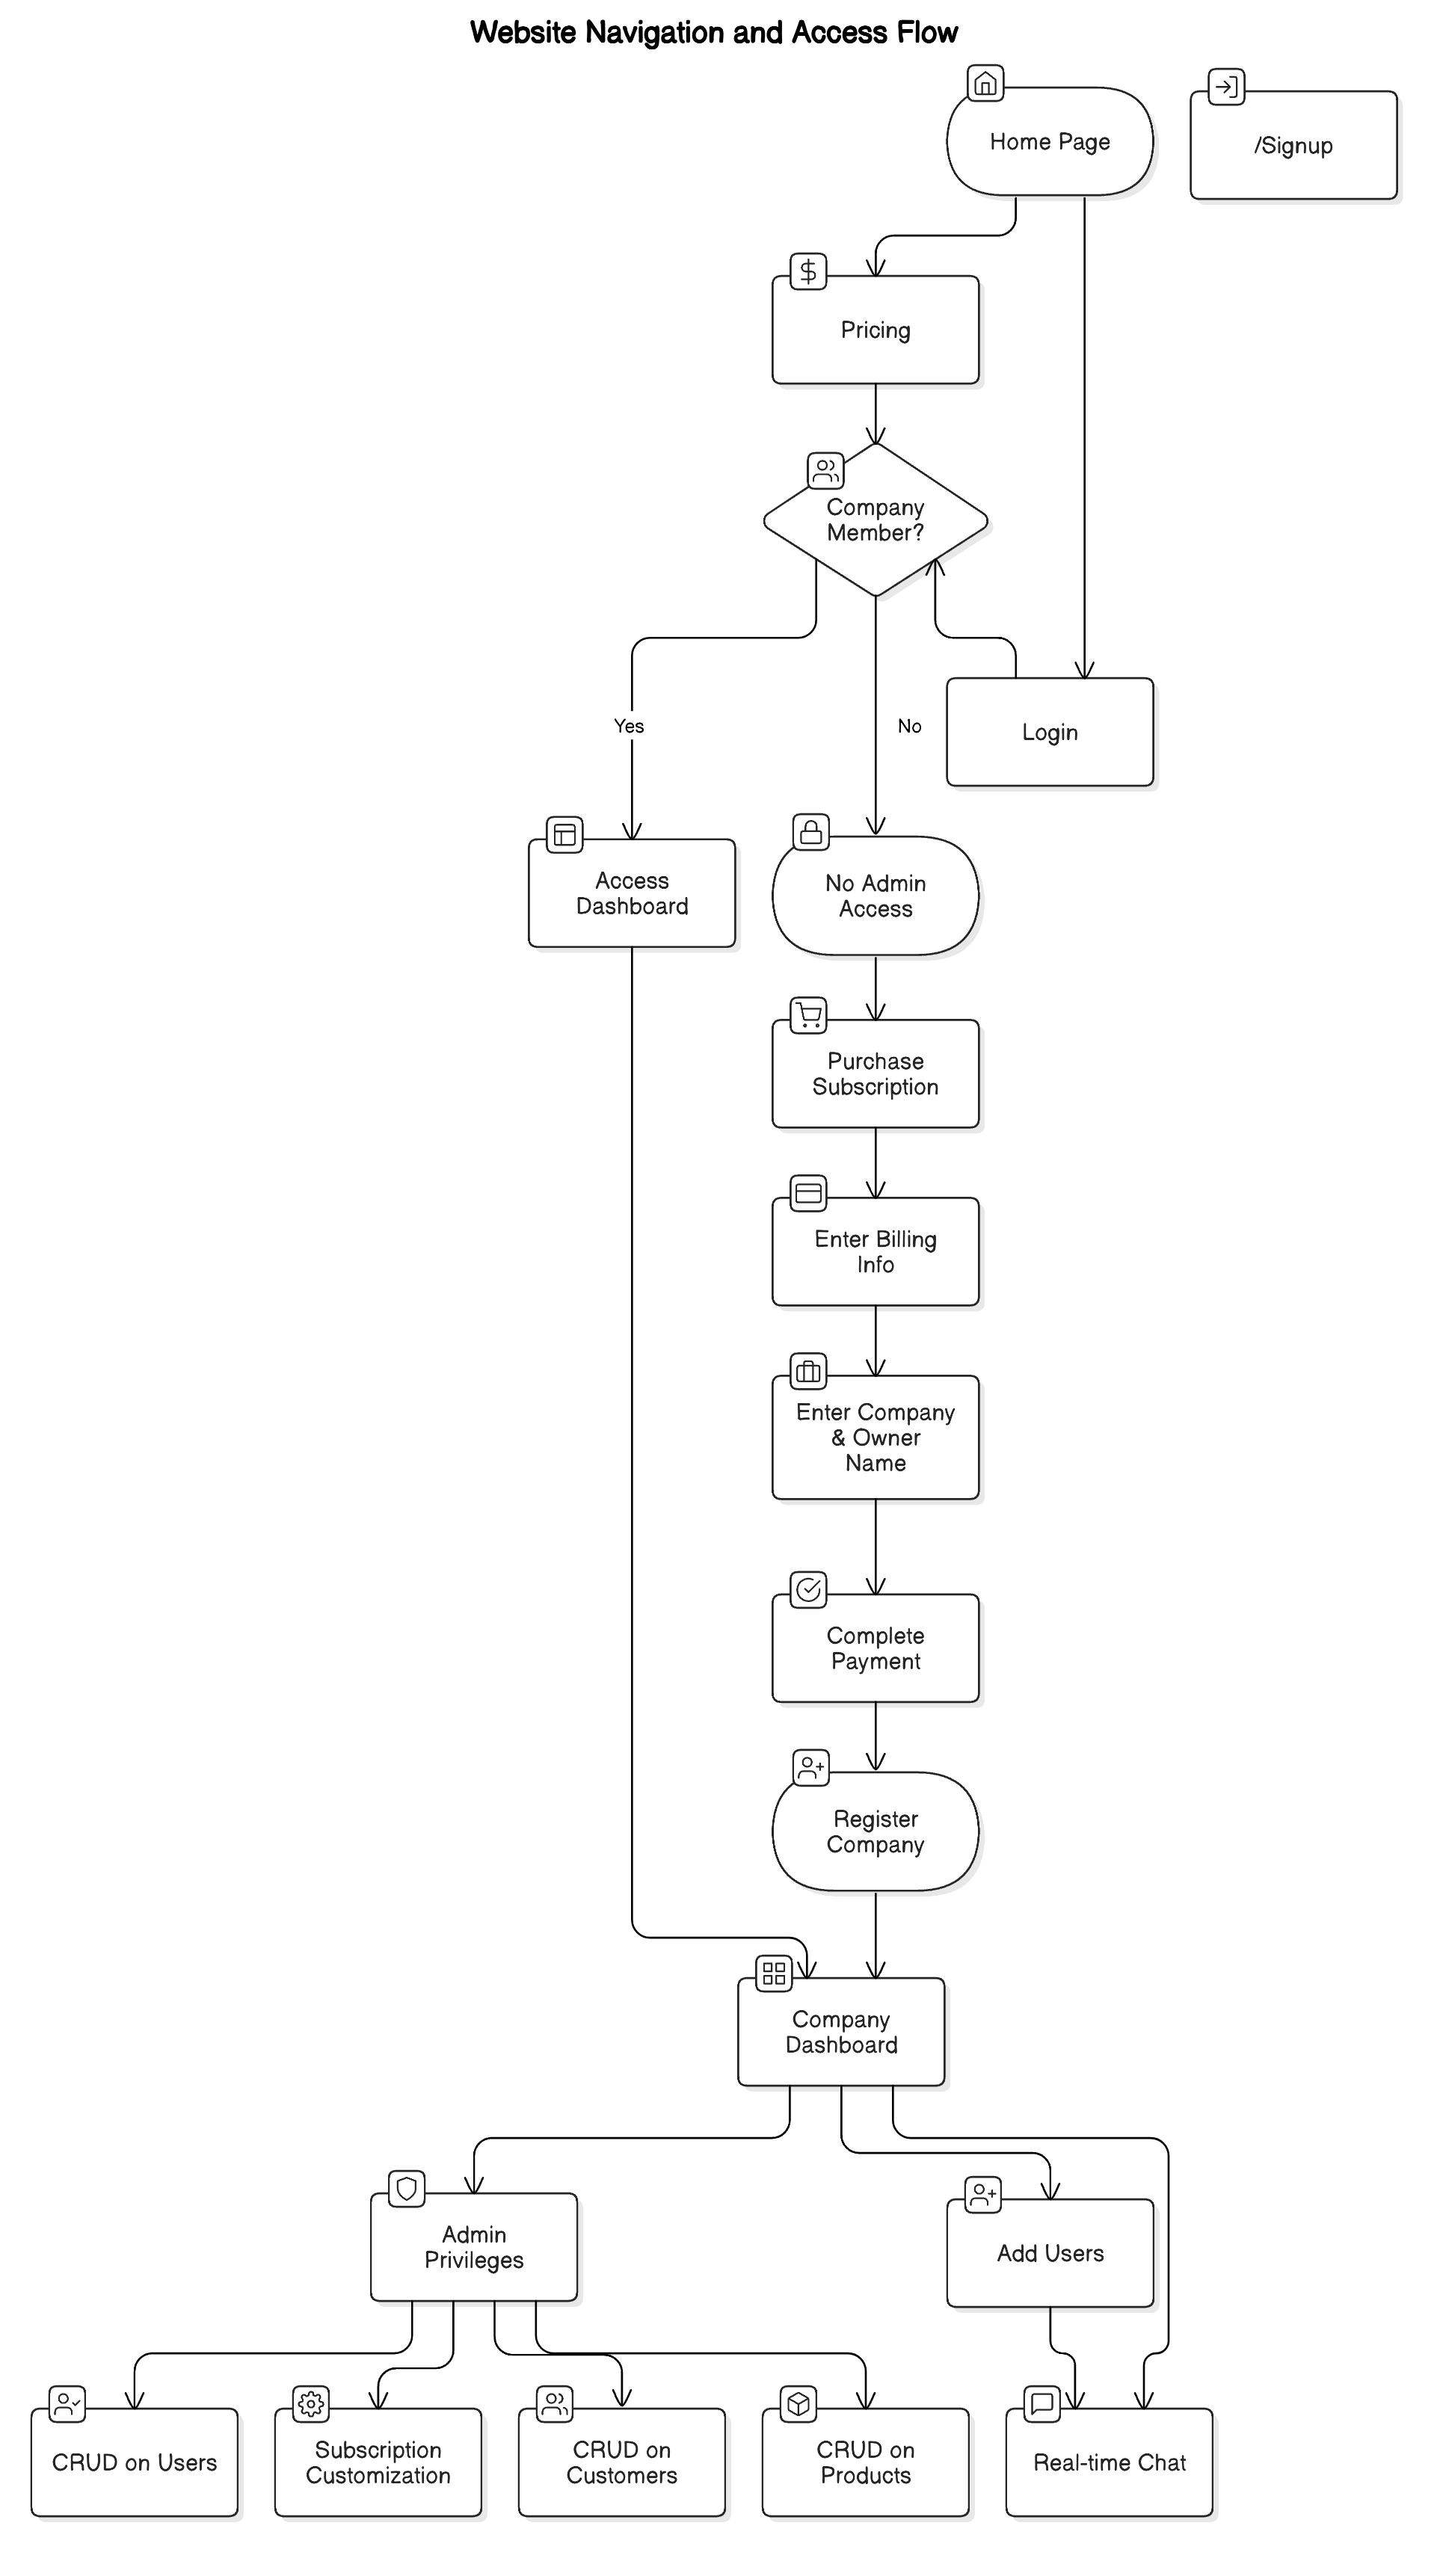 Website Navigation and Access Flow
Home Page
/Signup
Pricing
Company
Member?
Yes
No
Login
Access
Dashboard
No Admin
Access
Purchase
Subscription
Enter Billing
Info
Enter Company
& Owner
Name
Complete
Payment
Register
Company
Company
Dashboard
Admin
Privileges
Add Users
CRUD on Users
Subscription
Customization
CRUD on
Customers
CRUD on
Products
Real-time Chat